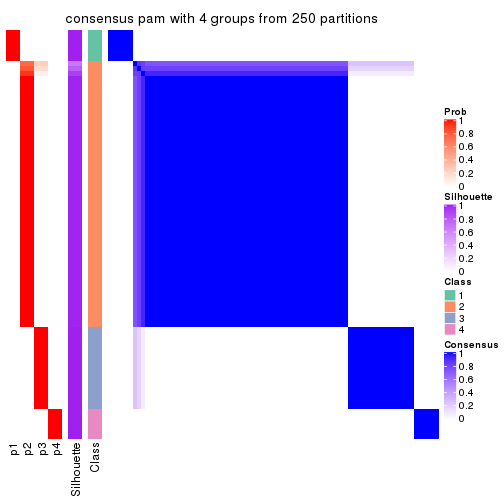 consensus pam with 4 groups from 250 partitions
Prob
1
0.8
0.6
0.4
0.2
0
Silhouette
1
0.8
0.6
0.4
0.2
0
Class
1
2
3
4
Consensus
1
0.8
0.6
0.4
0.2
0
p1
p2
p3
p4
Silhouette
Class